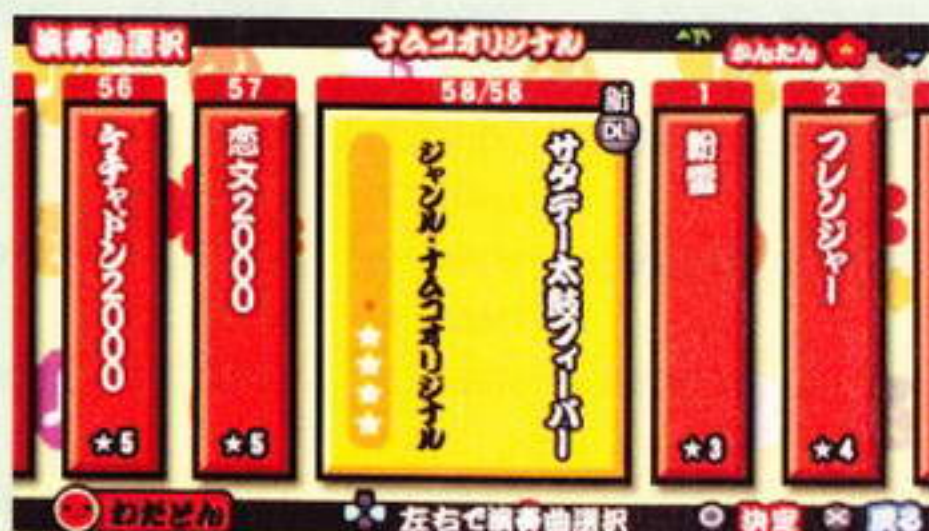 演奏曲選択
ナムコオリジナル
かんたん
56
ケチャドン2000
★5
57
恋文2000
★5
58/58
新
DL
サタデー太鼓フィーバー
ジャンル・ナムコオリジナル
★★★★
1
粉雪
★3
2
フレンジャー
★4
わだどん
左右で演奏曲選択
決定
戻る